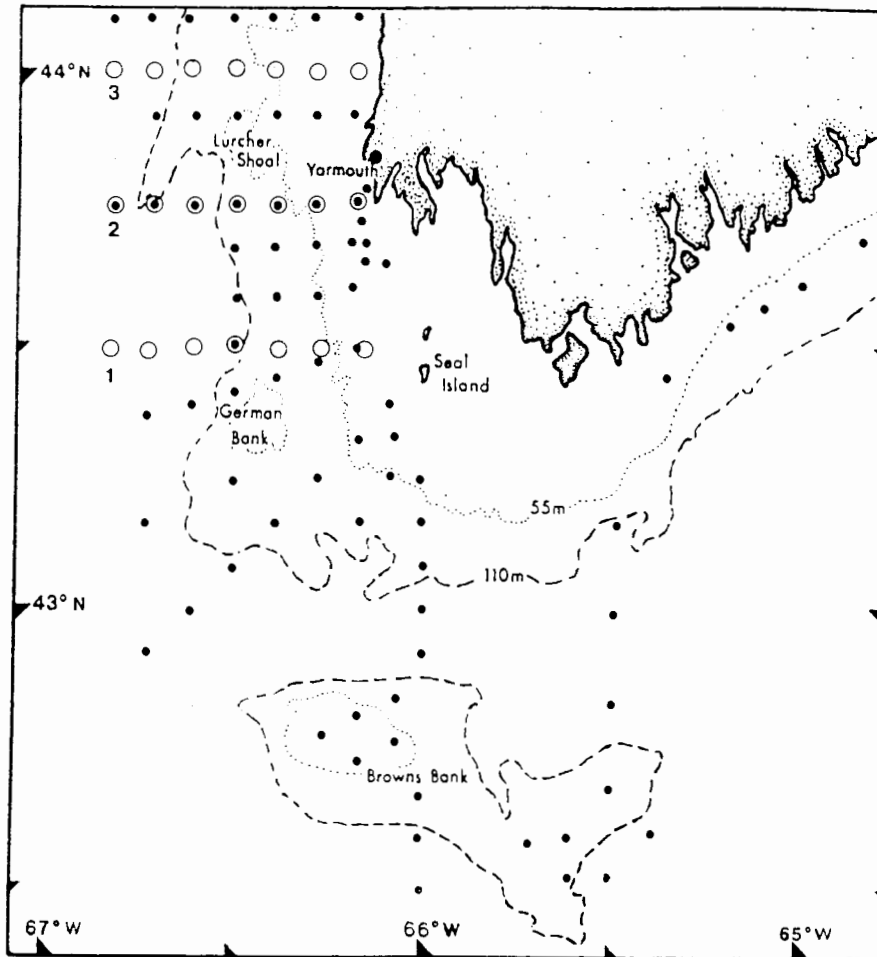 44°N
3
Lurcher
Shoal
Yarmouth
2
1
Seal
Island
German
Bank
55m
110m
43°N
Browns Bank
67°W
66°W
65°W